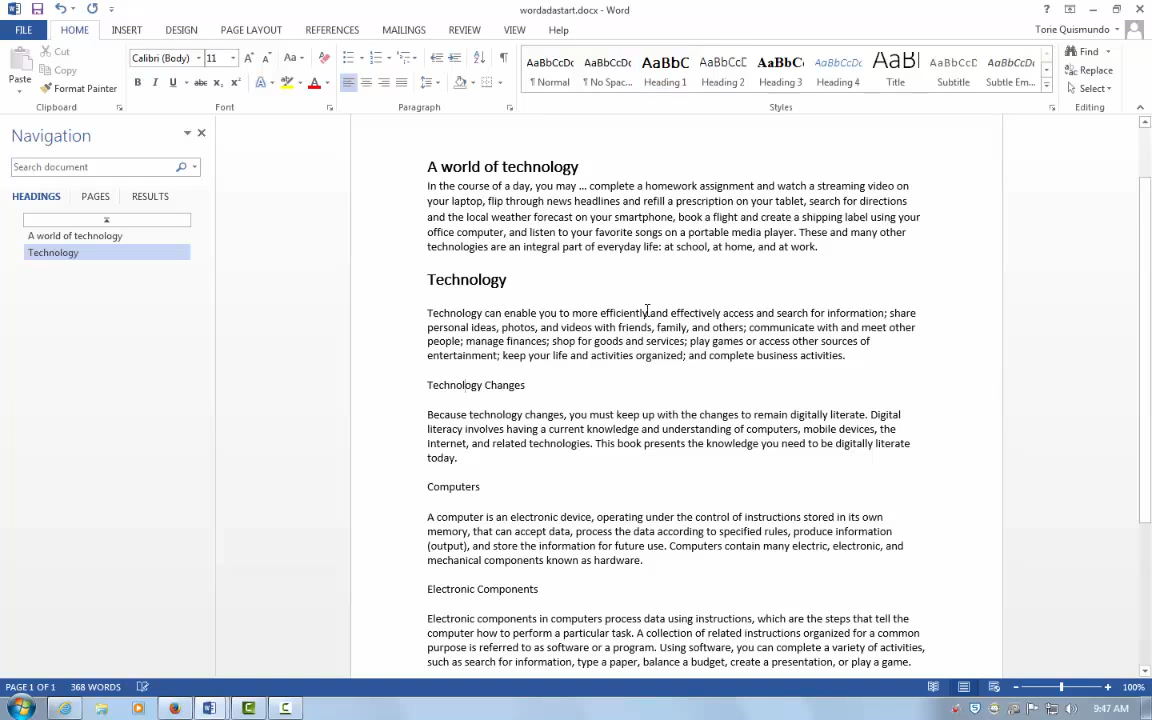 wordadastart.docx - Word
FILE HOME INSERT DESIGN PAGE LAYOUT REFERENCES MAILINGS REVIEW VIEW Help
Tone Quismundo
Paste
Cut
Copy
Format Painter
Clipboard
Calibri (Body) 11
Font
Paragraph
AaBbCcDc AaBbCcDc AaBbC AaBbCcD AaBbC AaBbCcDc AaB AaBbCcD AaBbCcDc
¶ Normal ¶ No Spac... Heading 1 Heading 2 Heading 3 Heading 4 Title Subtitle Subtle Em...
Styles
Find
Replace
Select
Editing
Navigation
Search document
HEADINGS PAGES RESULTS
A world of technology
Technology
A world of technology
In the course of a day, you may … complete a homework assignment and watch a streaming video on
your laptop, flip through news headlines and refill a prescription on your tablet, search for directions
and the local weather forecast on your smartphone, book a flight and create a shipping label using your
office computer, and listen to your favorite songs on a portable media player. These and many other
technologies are an integral part of everyday life: at school, at home, and at work.
Technology
Technology can enable you to more efficiently and effectively access and search for information; share
personal ideas, photos, and videos with friends, family, and others; communicate with and meet other
people; manage finances; shop for goods and services; play games or access other sources of
entertainment; keep your life and activities organized; and complete business activities.
Technology Changes
Because technology changes, you must keep up with the changes to remain digitally literate. Digital
literacy involves having a current knowledge and understanding of computers, mobile devices, the
Internet, and related technologies. This book presents the knowledge you need to be digitally literate
today.
Computers
A computer is an electronic device, operating under the control of instructions stored in its own
memory, that can accept data, process the data according to specified rules, produce information
(output), and store the information for future use. Computers contain many electric, electronic, and
mechanical components known as hardware.
Electronic Components
Electronic components in computers process data using instructions, which are the steps that tell the
computer how to perform a particular task. A collection of related instructions organized for a common
purpose is referred to as software or a program. Using software, you can complete a variety of activities,
such as search for information, type a paper, balance a budget, create a presentation, or play a game.
PAGE 1 OF 1 368 WORDS
100%
9:47 AM